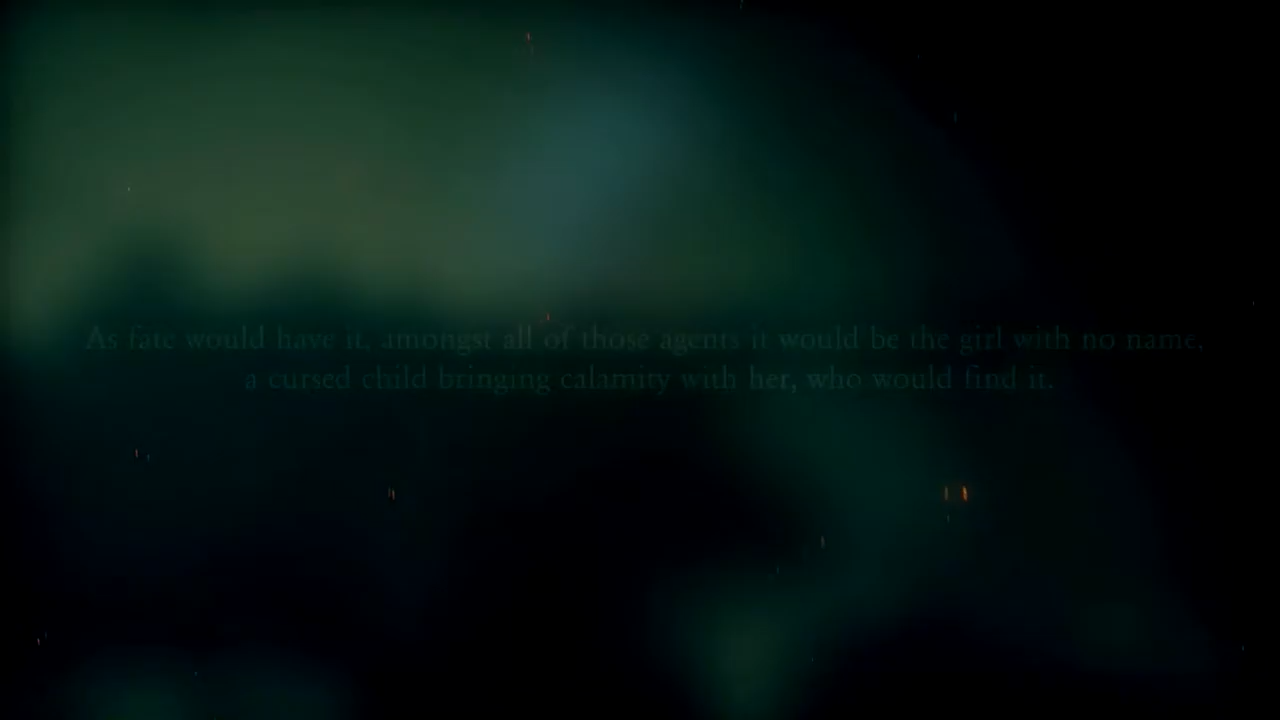 As fate would have it, amongst all of those agents it would be the girl with no name,
a cursed child bringing calamity with her, who would find it.